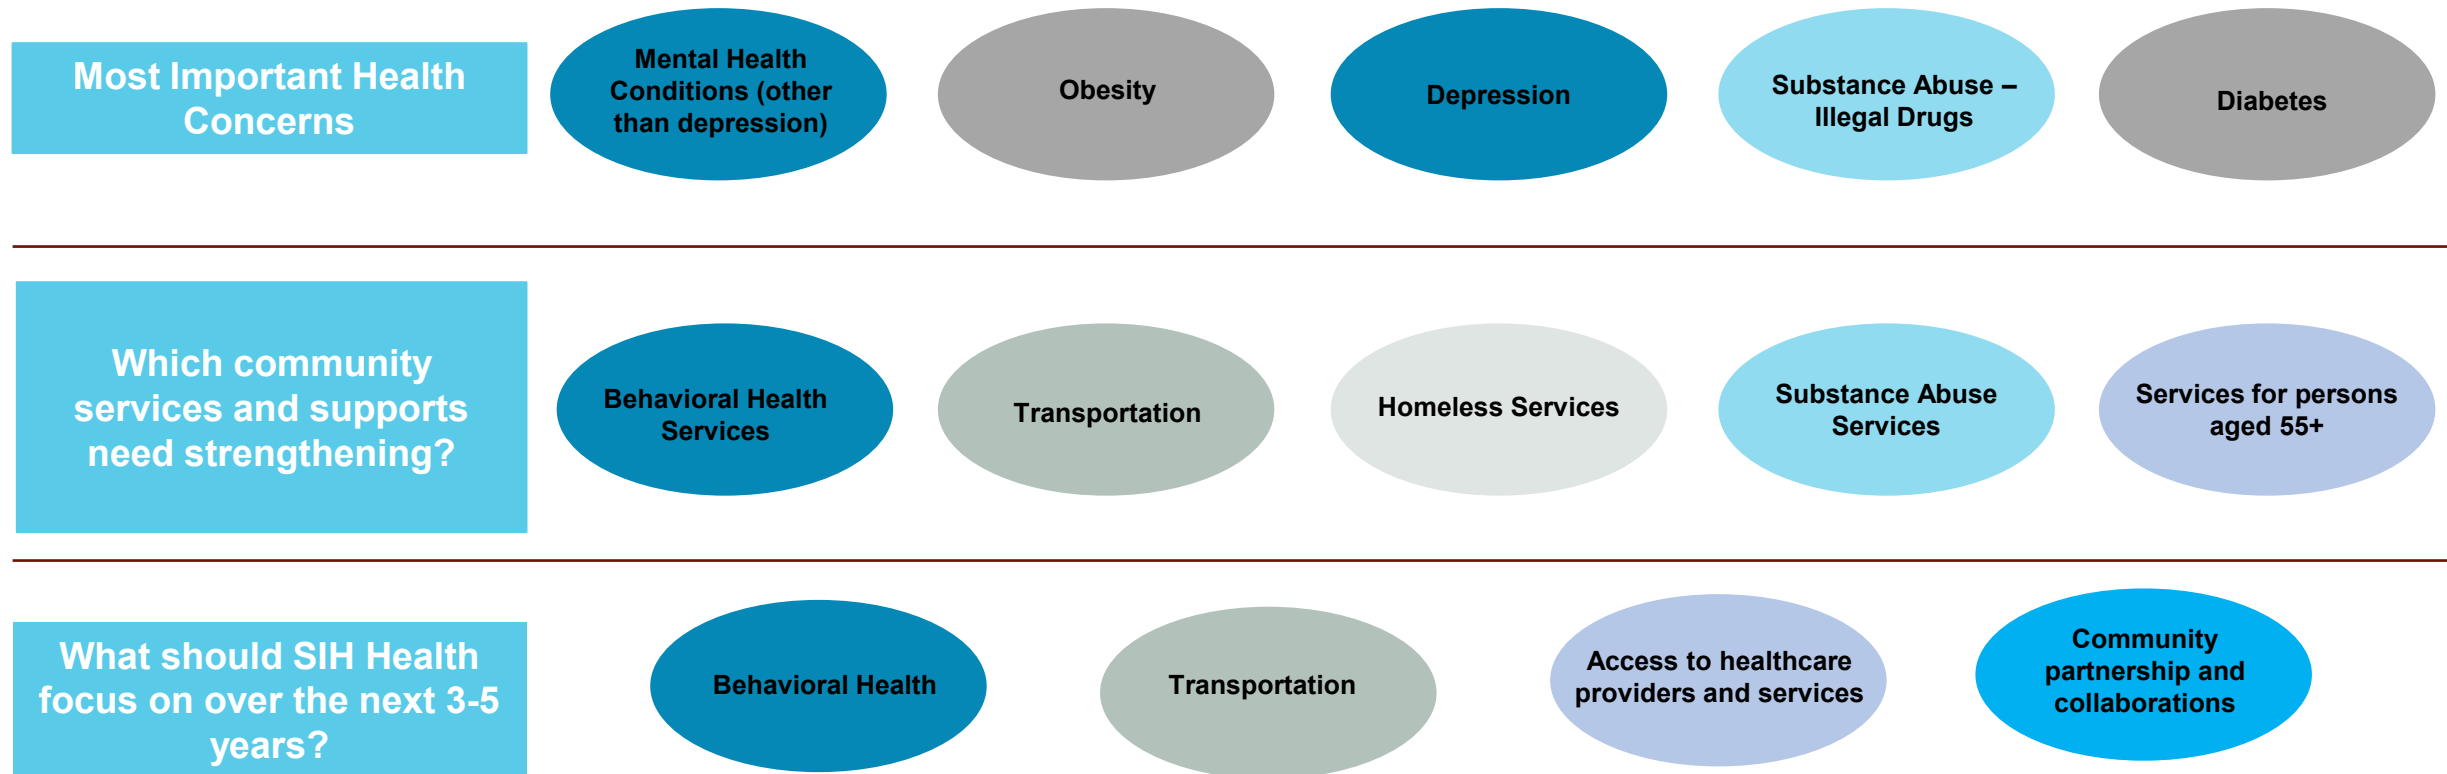 Most Important Health
Concerns
Mental Health
Conditions (other
than depression)
Obesity
Depression
Substance Abuse –
Illegal Drugs
Diabetes
Which community
services and supports
need strengthening?
Behavioral Health
Services
Transportation
Homeless Services
Substance Abuse
Services
Services for persons
aged 55+
What should SIH Health
focus on over the next 3-5
years?
Behavioral Health
Transportation
Access to healthcare
providers and services
Community
partnership and
collaborations